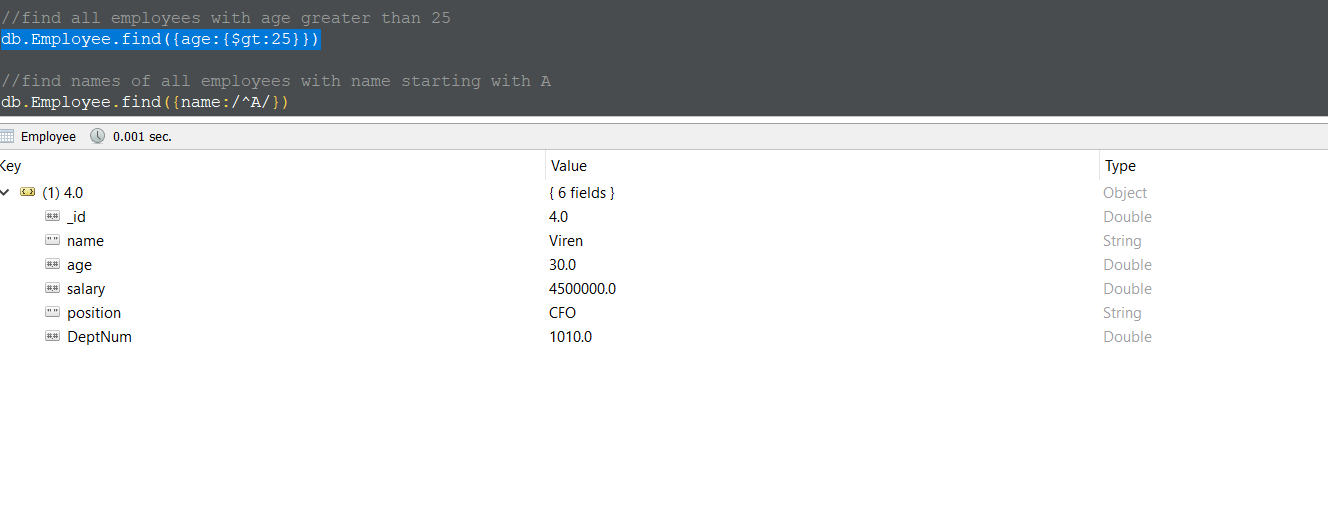 //find all employees with age greater than 25
db.Employee.find({age:{$gt:25}})
//find names of all employees with name starting with A
db.Employee.find({name:/^A/})
Employee 0.001 sec.
Key Value Type
(1) 4.0 { 6 fields } Object
_id 4.0 Double
name Viren String
age 30.0 Double
salary 4500000.0 Double
position CFO String
DeptNum 1010.0 Double